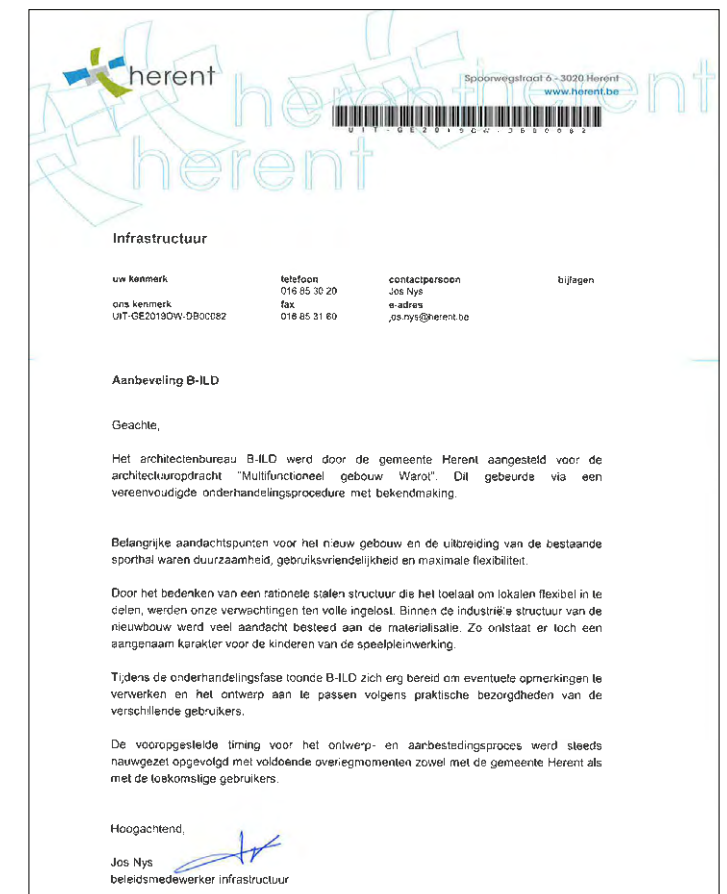 herent
Spoorwegstraat 6 - 3020 Herent
www.herent.be
herent herent
herent
Infrastructuur
uw kenmerk telefoon contactpersoon bijlagen
016 85 30 20 Jos Nys
ons kenmerk fax e-adres
UIT-GE2019OW-DB00082 016 85 31 60 jos.nys@herent.be
Aanbeveling B-ILD
Geachte,
Het architectenbureau B-ILD werd door de gemeente Herent aangesteld voor de
architectuuropdracht "Multifunctioneel gebouw Warot". Dit gebeurde via een
vereenvoudigde onderhandelingsprocedure met bekendmaking.
Belangrijke aandachtspunten voor het nieuw gebouw en de uitbreiding van de bestaande
sporthal waren duurzaamheid, gebruiksvriendelijkheid en maximale flexibiliteit.
Door het bedenken van een rationele stalen structuur die het toelaat om lokalen flexibel in te
delen, werden onze verwachtingen ten volle ingelost. Binnen de industriële structuur van de
nieuwbouw werd veel aandacht besteed aan de materialisatie. Zo ontstaat er toch een
aangenaam karakter voor de kinderen van de speelpleinwerking.
Tijdens de onderhandelingsfase toonde B-ILD zich erg bereid om eventuele opmerkingen te
verwerken en het ontwerp aan te passen volgens praktische bezorgdheden van de
verschillende gebruikers.
De vooropgestelde timing voor het ontwerp- en aanbestedingsproces werd steeds
nauwgezet opgevolgd met voldoende overlegmomenten zowel met de gemeente Herent als
met de toekomstige gebruikers.
Hoogachtend,
Jos Nys
beleidsmedewerker infrastructuur